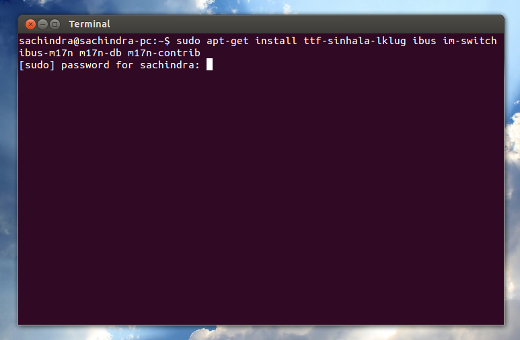 Terminal
sachindra@sachindra-pc:~$ sudo apt-get install ttf-sinhala-lklug ibus im-switch
ibus-m17n m17n-db m17n-contrib
[sudo] password for sachindra: